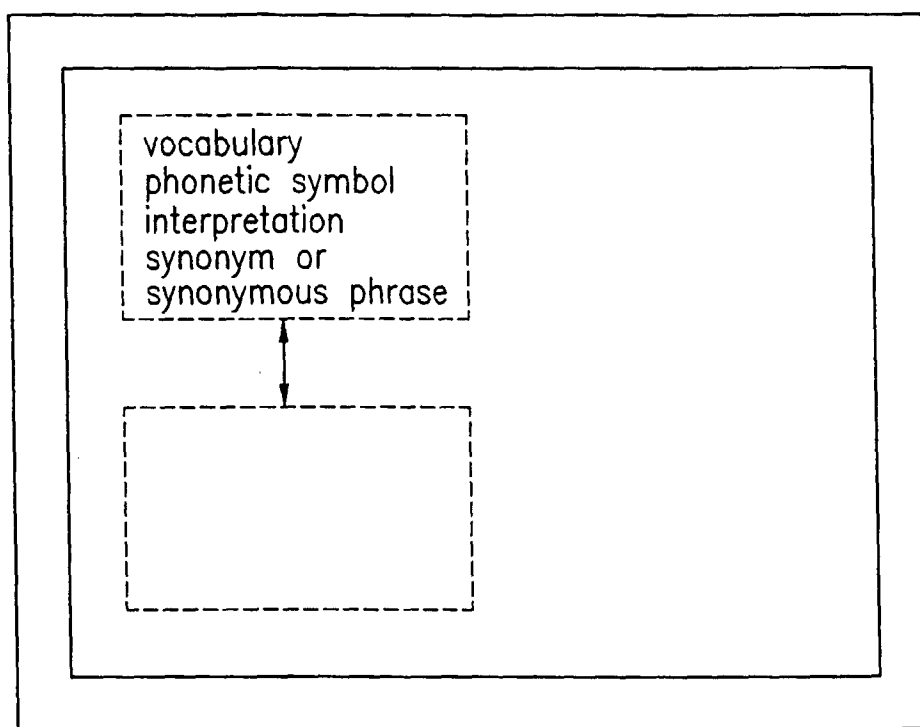 vocabulary
phonetic symbol
interpretation
synonym or
synonymous phrase